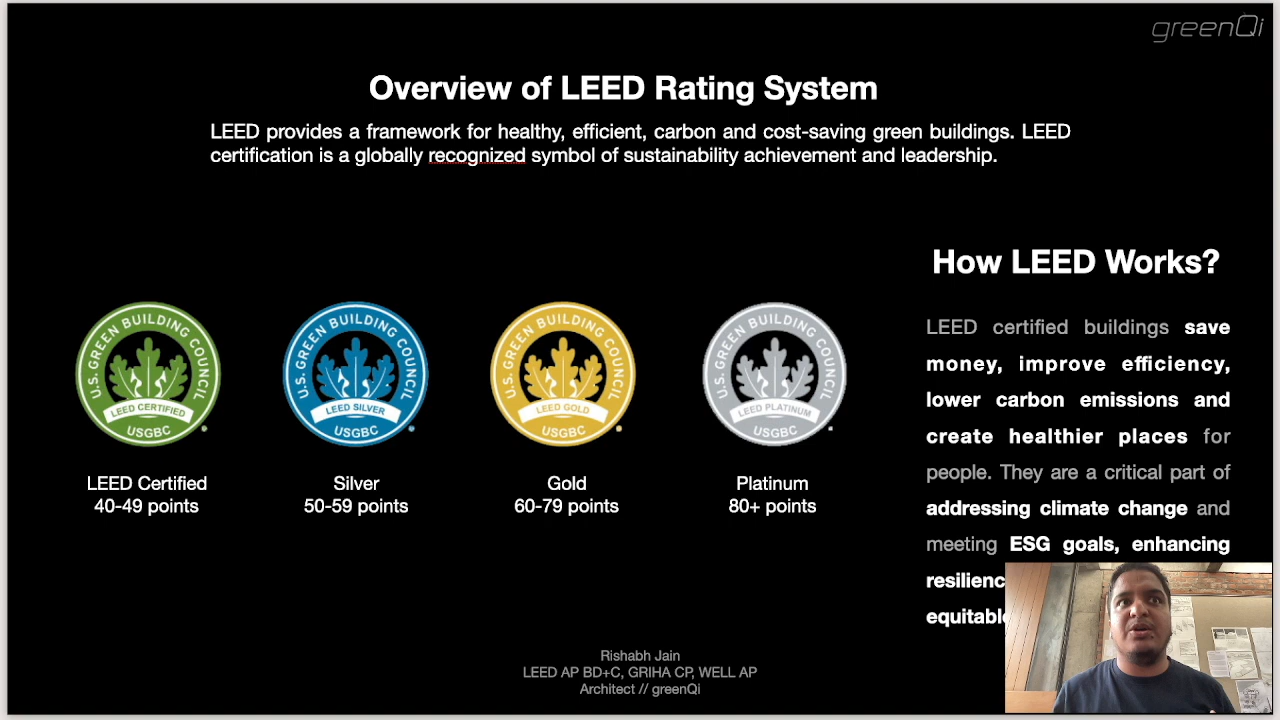 greenQi
Overview of LEED Rating System
LEED provides a framework for healthy, efficient, carbon and cost-saving green buildings. LEED
certification is a globally recognized symbol of sustainability achievement and leadership.
How LEED Works?
U.S. GREEN BUILDING COUNCIL
LEED CERTIFIED
USGBC
U.S. GREEN BUILDING COUNCIL
LEED SILVER
USGBC
U.S. GREEN BUILDING COUNCIL
LEED GOLD
USGBC
U.S. GREEN BUILDING COUNCIL
LEED PLATINUM
USGBC
LEED Certified
40-49 points
Silver
50-59 points
Gold
60-79 points
Platinum
80+ points
LEED certified buildings save
money, improve efficiency,
lower carbon emissions and
create healthier places for
people. They are a critical part of
addressing climate change and
meeting ESG goals, enhancing
Rishabh Jain
LEED AP BD+C, GRIHA CP, WELL AP
Architect // greenQi